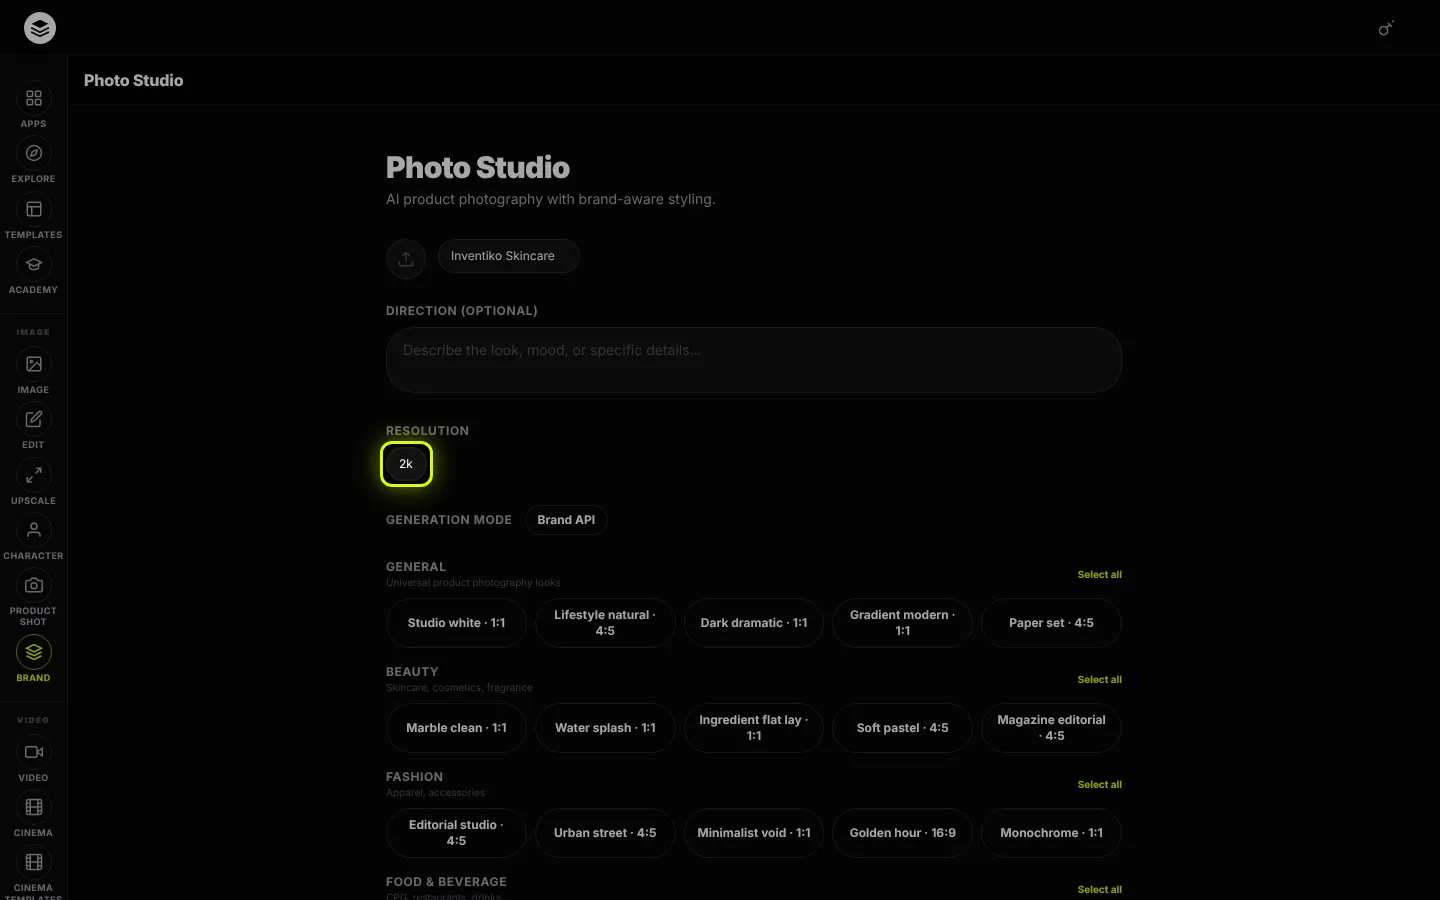 Photo Studio
APPS
EXPLORE
TEMPLATES
ACADEMY
IMAGE
IMAGE
EDIT
UPSCALE
CHARACTER
PRODUCT
SHOT
BRAND
VIDEO
VIDEO
CINEMA
CINEMA
TEMPLATES
Photo Studio
AI product photography with brand-aware styling.
Inventiko Skincare
DIRECTION (OPTIONAL)
Describe the look, mood, or specific details...
RESOLUTION
2k
GENERATION MODE Brand API
GENERAL
Universal product photography looks
Select all
Studio white · 1:1
Lifestyle natural ·
4:5
Dark dramatic · 1:1
Gradient modern ·
1:1
Paper set · 4:5
BEAUTY
Skincare, cosmetics, fragrance
Select all
Marble clean · 1:1
Water splash · 1:1
Ingredient flat lay ·
1:1
Soft pastel · 4:5
Magazine editorial
· 4:5
FASHION
Apparel, accessories
Select all
Editorial studio ·
4:5
Urban street · 4:5
Minimalist void · 1:1
Golden hour · 16:9
Monochrome · 1:1
FOOD & BEVERAGE
CPG, restaurants, drinks
Select all